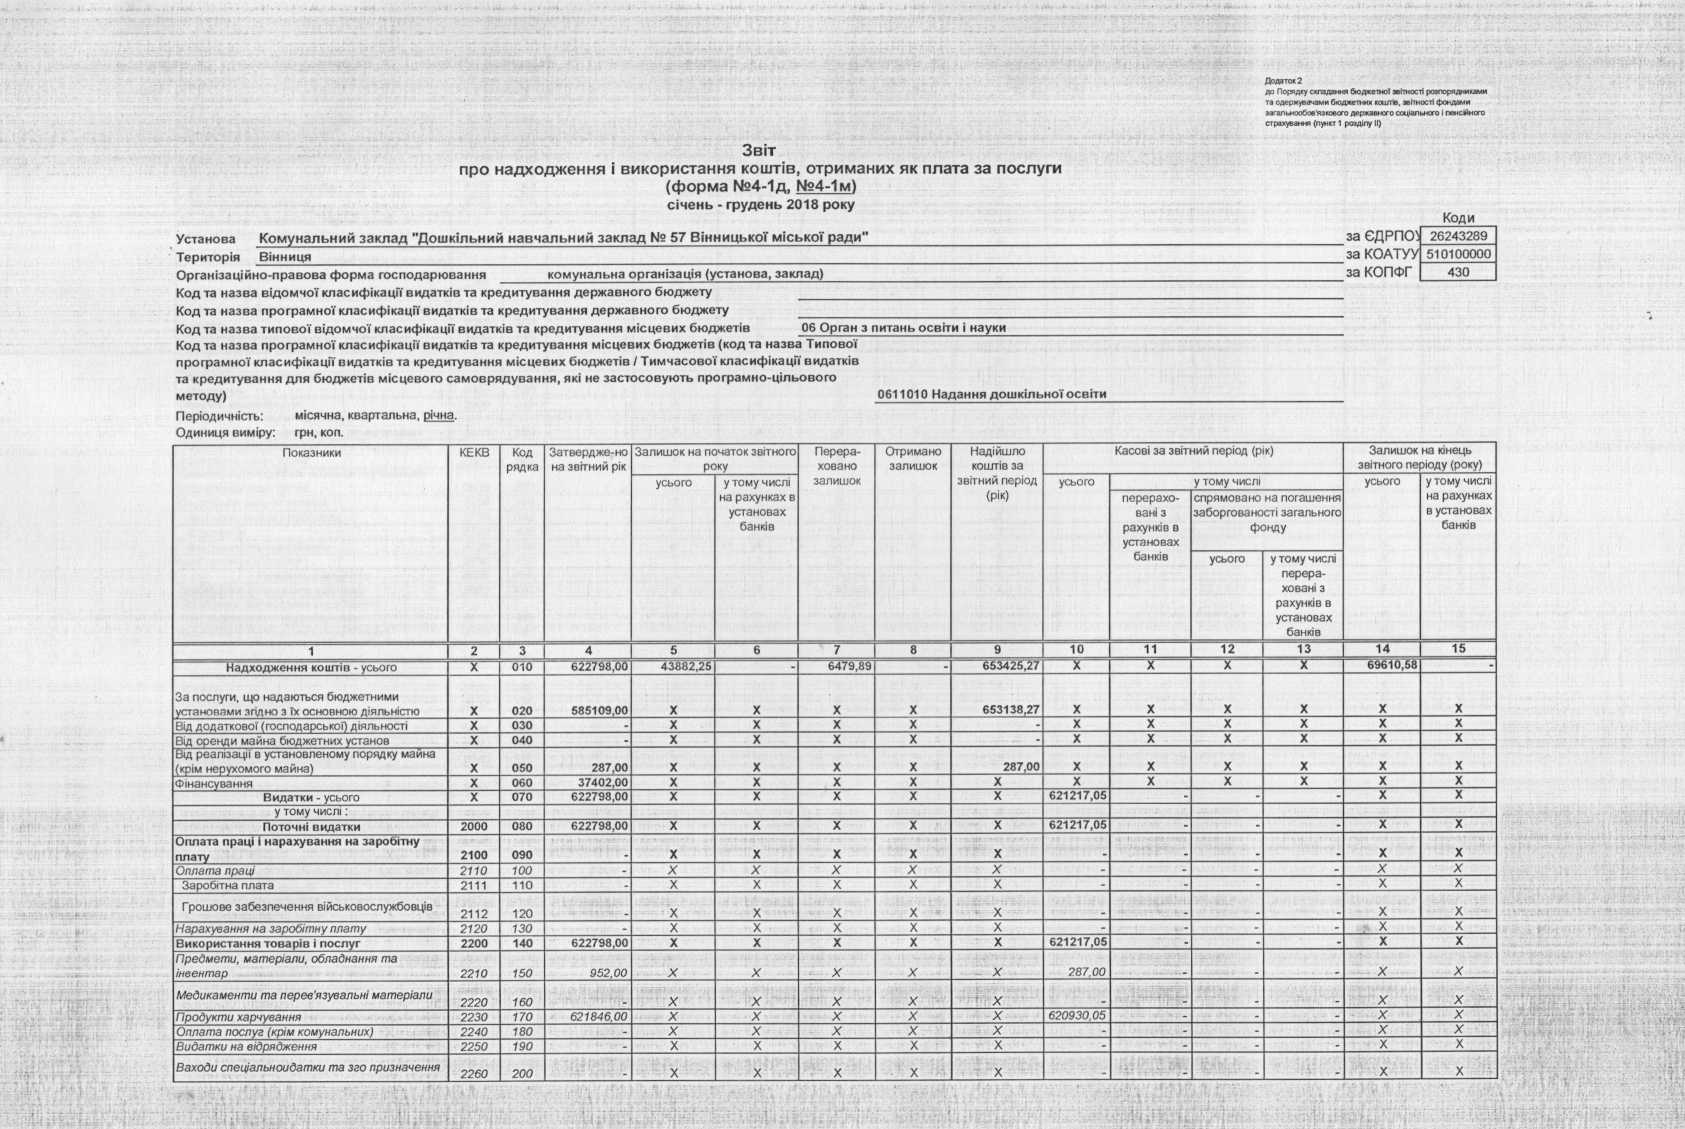 Додаток 2
до Порядку складання бюджетної звітності розпорядниками
та одержувачами бюджетних коштів, звітності фондами
загальнообов'язкового державного соціального і пенсійного
страхування (пункт 1 розділу II)
Звіт
про надходження і використання коштів, отриманих як плата за послуги
(форма №4-1д, №4-1м)
січень - грудень 2018 року
Коди
Установа Комунальний заклад "Дошкільний навчальний заклад № 57 Вінницької міської ради" за ЄДРПОУ 26243289
Територія Вінниця за КОАТУУ 510100000
Організаційно-правова форма господарювання комунальна організація (установа, заклад) за КОПФГ 430
Код та назва відомчої класифікації видатків та кредитування державного бюджету
Код та назва програмної класифікації видатків та кредитування державного бюджету
Код та назва типової відомчої класифікації видатків та кредитування місцевих бюджетів 06 Орган з питань освіти і науки
Код та назва програмної класифікації видатків та кредитування місцевих бюджетів (код та назва Типової
програмної класифікації видатків та кредитування місцевих бюджетів / Тимчасової класифікації видатків
та кредитування для бюджетів місцевого самоврядування, які не застосовують програмно-цільового
методу) 0611010 Надання дошкільної освіти
Періодичність: місячна, квартальна, річна.
Одиниця виміру: грн, коп.
Показники КЕКВ Код рядка Затвердже-но на звітний рік Залишок на початок звітного року Перера-ховано залишок Отримано залишок Надійшло коштів за звітний період (рік) Касові за звітний період (рік) Залишок на кінець звітного періоду (року)
усього у тому числі на рахунках в установах банків усього у тому числі усього у тому числі на рахунках в установах банків
перерахо-вані з рахунків в установах банків спрямовано на погашення заборгованості загального фонду
усього у тому числі перера-ховані з рахунків в установах банків
1 2 3 4 5 6 7 8 9 10 11 12 13 14 15
Надходження коштів - усього X 010 622798,00 43882,25 - 6479,89 - 653425,27 X X X X 69610,58 -
За послуги, що надаються бюджетними
установами згідно з їх основною діяльністю X 020 585109,00 X X X X 653138,27 X X X X X X
Від додаткової (господарської) діяльності X 030 - X X X X - X X X X X X
Від оренди майна бюджетних установ X 040 - X X X X - X X X X X X
Від реалізації в установленому порядку майна
(крім нерухомого майна) X 050 287,00 X X X X 287,00 X X X X X X
Фінансування X 060 37402,00 X X X X X X X X X X X
Видатки - усього X 070 622798,00 X X X X X 621217,05 - - - X X
у тому числі :
Поточні видатки 2000 080 622798,00 X X X X X 621217,05 - - - X X
Оплата праці і нарахування на заробітну
плату 2100 090 - X X X X X - - - - X X
Оплата праці 2110 100 - X X X X X - - - - X X
Заробітна плата 2111 110 - X X X X X - - - - X X
Грошове забезпечення військовослужбовців 2112 120 - X X X X X - - - - X X
Нарахування на заробітну плату 2120 130 - X X X X X - - - - X X
Використання товарів і послуг 2200 140 622798,00 X X X X X 621217,05 - - - X X
Предмети, матеріали, обладнання та
інвентар 2210 150 952,00 X X X X X 287,00 - - - X X
Медикаменти та перев'язувальні матеріали 2220 160 - X X X X X - - - - X X
Продукти харчування 2230 170 621846,00 X X X X X 620930,05 - - - X X
Оплата послуг (крім комунальних) 2240 180 - X X X X X - - - - X X
Видатки на відрядження 2250 190 - X X X X X - - - - X X
Ваходи спеціальноидатки та зго призначення 2260 200 - X X X X X - - - - X X